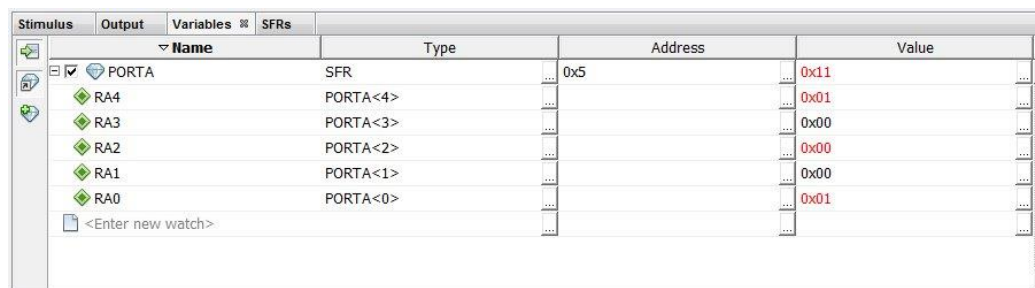 Stimulus Output Variables SFRs
Name Type Address Value
PORTA SFR ... 0x5 ... 0x11 ...
RA4 PORTA<4> ... ... 0x01 ...
RA3 PORTA<3> ... ... 0x00 ...
RA2 PORTA<2> ... ... 0x00 ...
RA1 PORTA<1> ... ... 0x00 ...
RA0 PORTA<0> ... ... 0x01 ...
<Enter new watch> ... ... ...